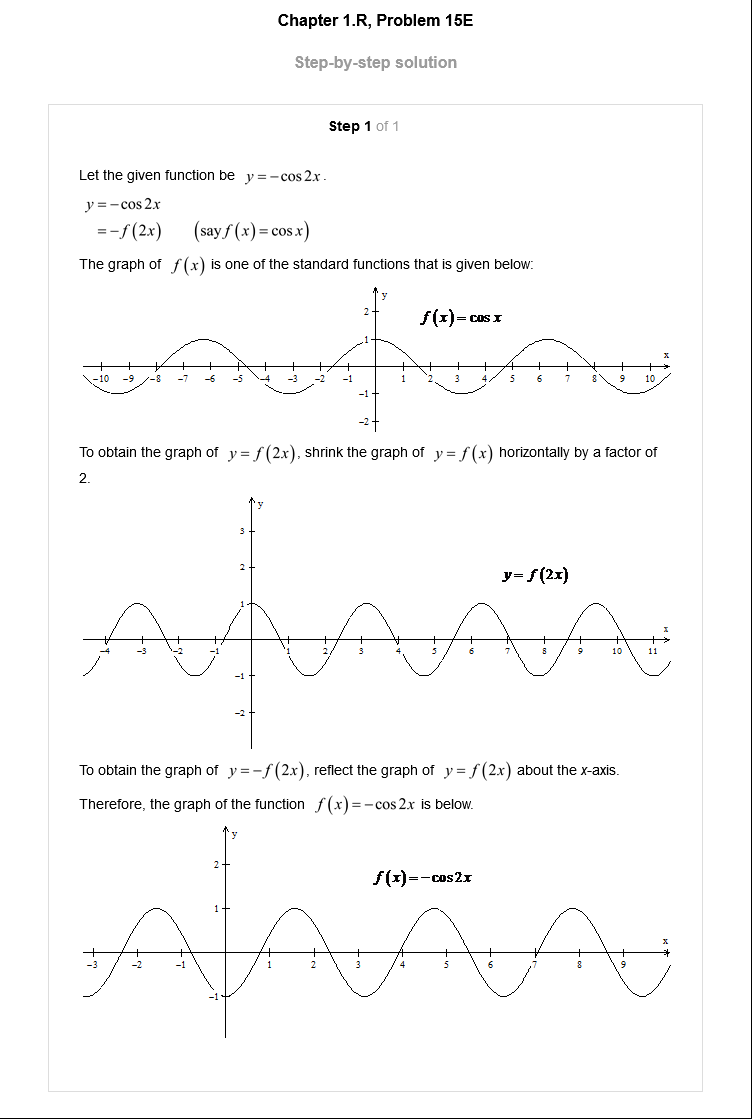 Chapter 1.R, Problem 15E
Step-by-step solution
Step 1 of 1
Let the given function be y = −cos 2x.
y = −cos 2x
= −f(2x) (say f(x) = cos x)
The graph of f(x) is one of the standard functions that is given below:
y
2
f(x)= cos x
1
x
−10 −9 −8 −7 −6 −5 −4 −3 −2 −1 1 2 3 4 5 6 7 8 9 10
−1
−2
To obtain the graph of y = f(2x), shrink the graph of y = f(x) horizontally by a factor of
2.
y
3
2
y= f(2x)
1
x
−4 −3 −2 −1 1 2 3 4 5 6 7 8 9 10 11
−1
−2
To obtain the graph of y = −f(2x), reflect the graph of y = f(2x) about the x-axis.
Therefore, the graph of the function f(x) = −cos 2x is below.
y
2
f(x)=−cos2x
1
x
−3 −2 −1 1 2 3 4 5 6 7 8 9
−1